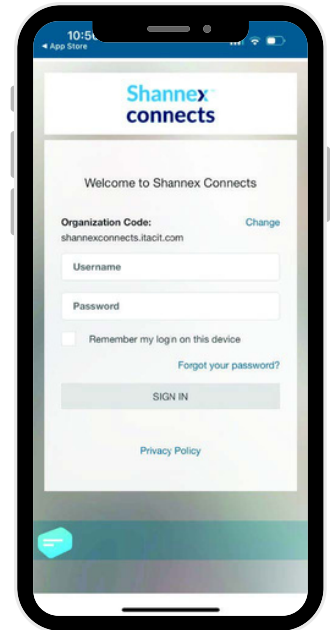 ◀ App Store
Shannex
connects
Welcome to Shannex Connects
Organization Code:
Change
shannexconnects.itacit.com
Username
Password
Remember my login on this device
Forgot your password?
SIGN IN
Privacy Policy